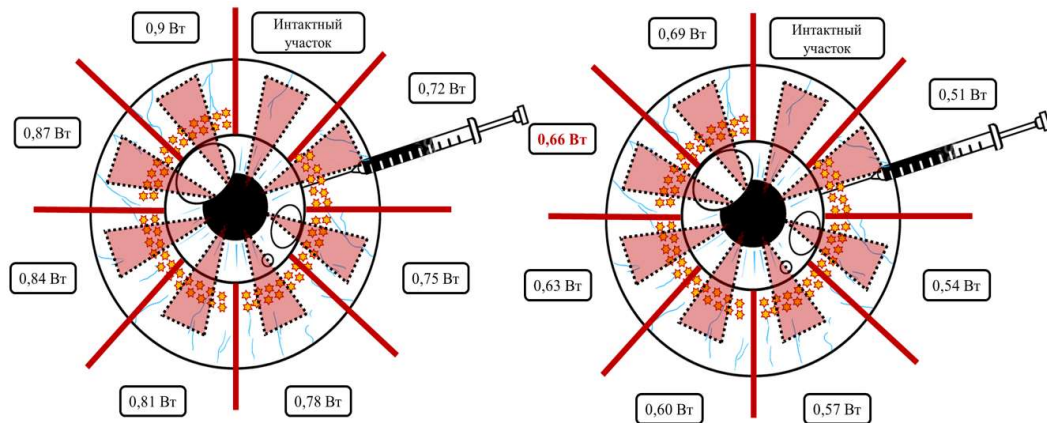 0,9 Вт
Интактный
участок
0,72 Вт
0,87 Вт
0,84 Вт
0,75 Вт
0,81 Вт
0,78 Вт
0,69 Вт
Интактный
участок
0,51 Вт
0,66 Вт
0,63 Вт
0,54 Вт
0,60 Вт
0,57 Вт